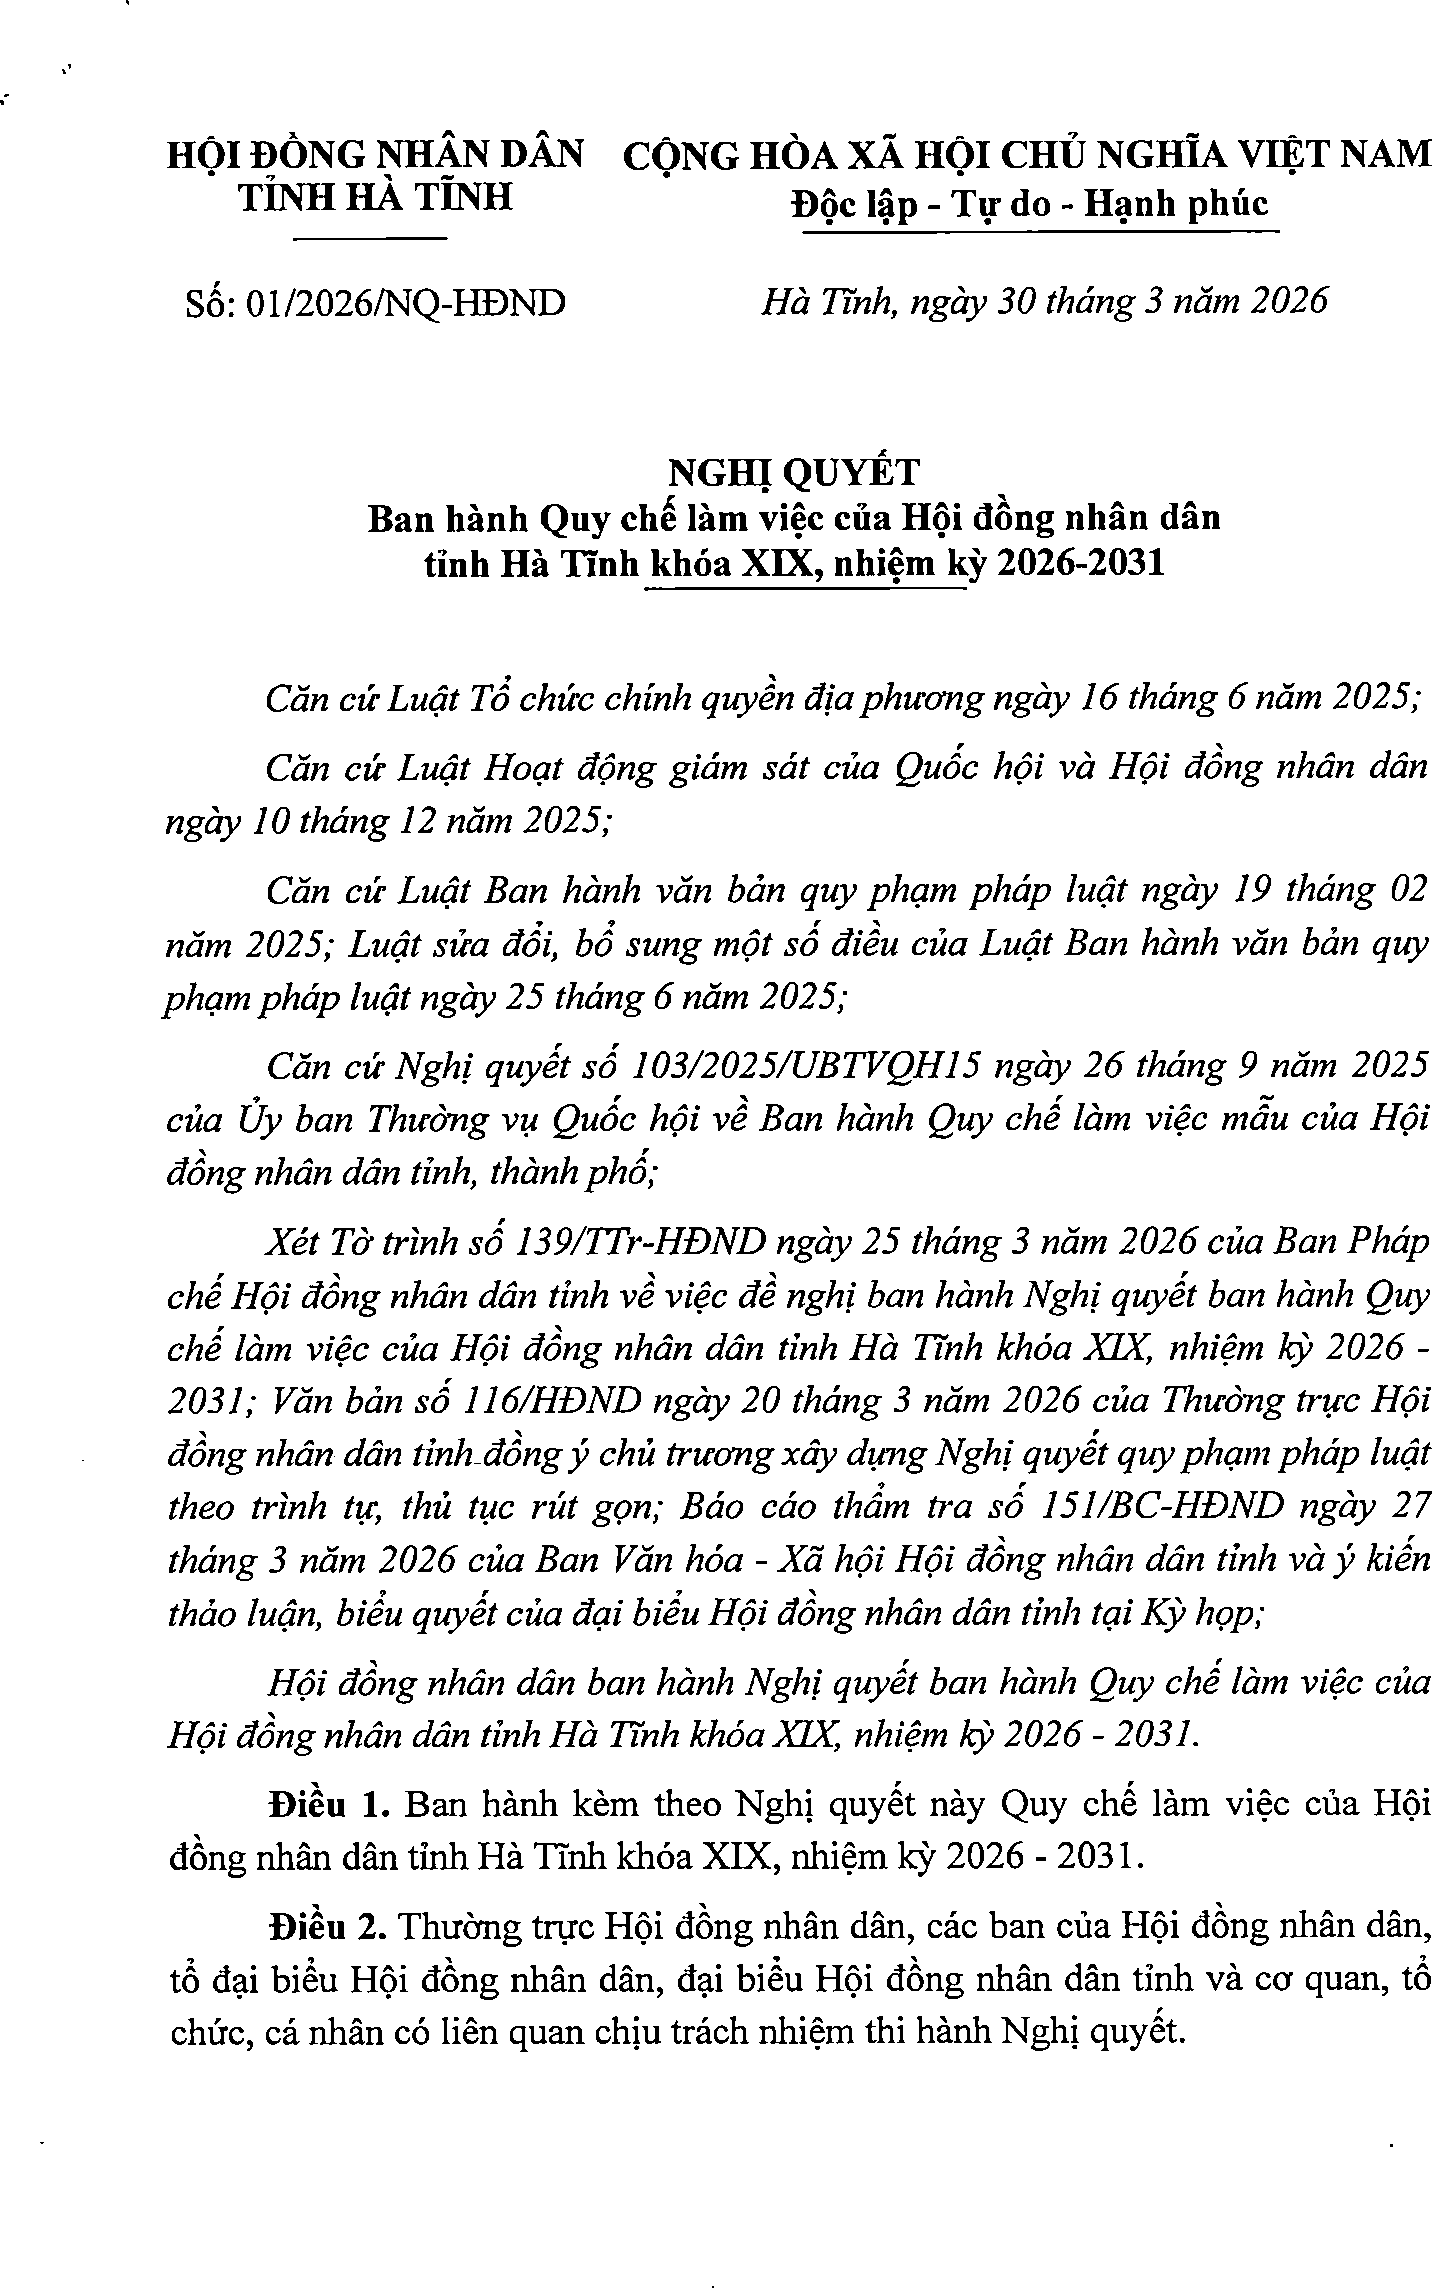 HỘI ĐỒNG NHÂN DÂN
TỈNH HÀ TĨNH
CỘNG HÒA XÃ HỘI CHỦ NGHĨA VIỆT NAM
Độc lập - Tự do - Hạnh phúc
Số: 01/2026/NQ-HĐND
Hà Tĩnh, ngày 30 tháng 3 năm 2026
NGHỊ QUYẾT
Ban hành Quy chế làm việc của Hội đồng nhân dân
tỉnh Hà Tĩnh khóa XIX, nhiệm kỳ 2026-2031
Căn cứ Luật Tổ chức chính quyền địa phương ngày 16 tháng 6 năm 2025;
Căn cứ Luật Hoạt động giám sát của Quốc hội và Hội đồng nhân dân
ngày 10 tháng 12 năm 2025;
Căn cứ Luật Ban hành văn bản quy phạm pháp luật ngày 19 tháng 02
năm 2025; Luật sửa đổi, bổ sung một số điều của Luật Ban hành văn bản quy
phạm pháp luật ngày 25 tháng 6 năm 2025;
Căn cứ Nghị quyết số 103/2025/UBTVQH15 ngày 26 tháng 9 năm 2025
của Ủy ban Thường vụ Quốc hội về Ban hành Quy chế làm việc mẫu của Hội
đồng nhân dân tỉnh, thành phố;
Xét Tờ trình số 139/TTr-HĐND ngày 25 tháng 3 năm 2026 của Ban Pháp
chế Hội đồng nhân dân tỉnh về việc đề nghị ban hành Nghị quyết ban hành Quy
chế làm việc của Hội đồng nhân dân tỉnh Hà Tĩnh khóa XIX, nhiệm kỳ 2026 -
2031; Văn bản số 116/HĐND ngày 20 tháng 3 năm 2026 của Thường trực Hội
đồng nhân dân tỉnh đồng ý chủ trương xây dựng Nghị quyết quy phạm pháp luật
theo trình tự, thủ tục rút gọn; Báo cáo thẩm tra số 151/BC-HĐND ngày 27
tháng 3 năm 2026 của Ban Văn hóa - Xã hội Hội đồng nhân dân tỉnh và ý kiến
thảo luận, biểu quyết của đại biểu Hội đồng nhân dân tỉnh tại Kỳ họp;
Hội đồng nhân dân ban hành Nghị quyết ban hành Quy chế làm việc của
Hội đồng nhân dân tỉnh Hà Tĩnh khóa XIX, nhiệm kỳ 2026 - 2031.
Điều 1. Ban hành kèm theo Nghị quyết này Quy chế làm việc của Hội
đồng nhân dân tỉnh Hà Tĩnh khóa XIX, nhiệm kỳ 2026 - 2031.
Điều 2. Thường trực Hội đồng nhân dân, các ban của Hội đồng nhân dân,
tổ đại biểu Hội đồng nhân dân, đại biểu Hội đồng nhân dân tỉnh và cơ quan, tổ
chức, cá nhân có liên quan chịu trách nhiệm thi hành Nghị quyết.